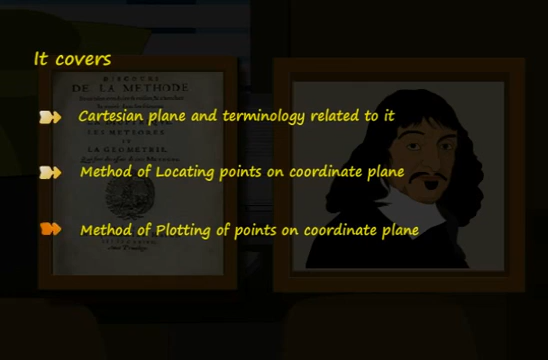 It covers
DISCOURS
DE LA METHODE
Cartesian plane and terminology related to it
LES METEORES
LA GEOMETRIE
Method of Locating points on coordinate plane
Method of Plotting of points on coordinate plane